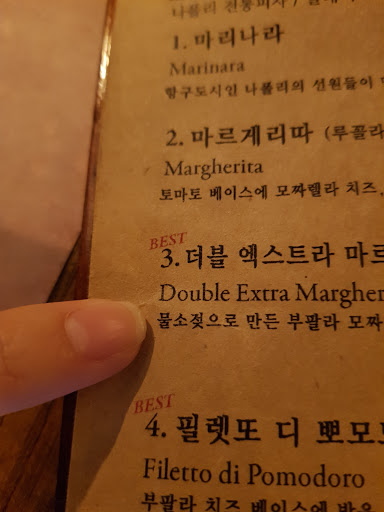 나폴리 전통피자 /
1. 마리나라
Marinara
항구도시인 나폴리의 선원들이
2. 마르게리따 (루꼴라
Margherita
토마토 베이스에 모짜렐라 치즈,
BEST
3. 더블 엑스트라 마르
Double Extra Margher
물소젖으로 만든 부팔라 모짜
BEST
4. 필렛또 디 뽀모
Filetto di Pomodoro
부팔라 치즈 베이스에 방울